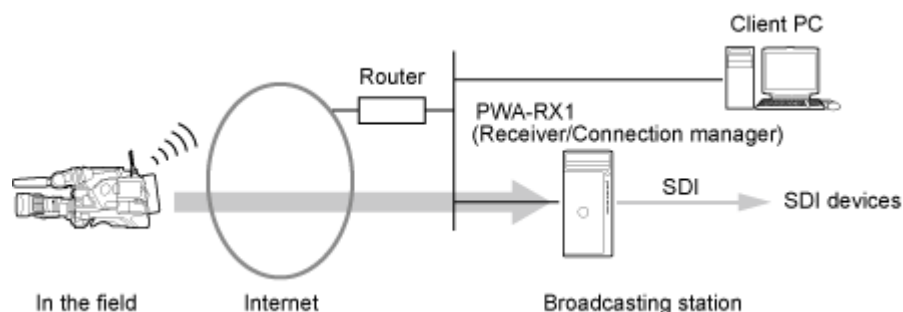 Client PC
Router
PWA-RX1
(Receiver/Connection manager)
SDI
SDI devices
In the field
Internet
Broadcasting station